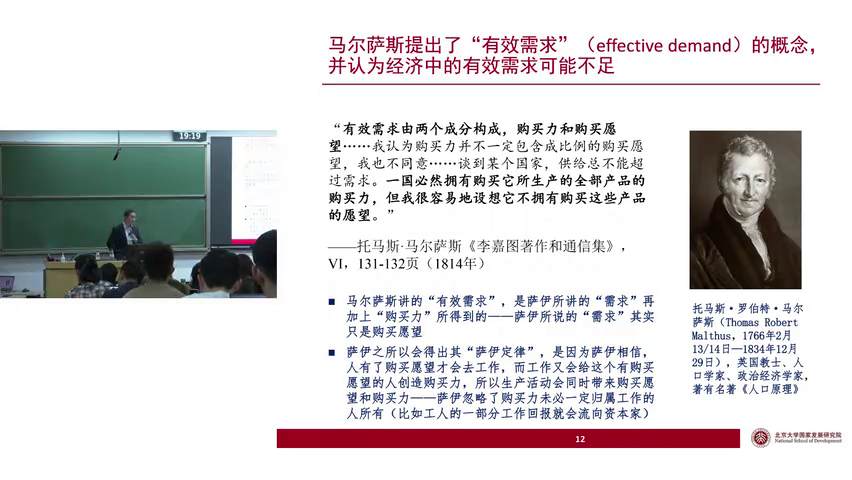 马尔萨斯提出了“有效需求”（effective demand）的概念，
并认为经济中的有效需求可能不足
19:19
“有效需求由两个成分构成，购买力和购买愿
望……我认为购买力并不一定包含成比例的购买愿
望，我也不同意……谈到某个国家，供给总不能超
过需求。一国必然拥有购买它所生产的全部产品的
购买力，但我很容易地设想它不拥有购买这些产品
的愿望。”
——托马斯·马尔萨斯《李嘉图著作和通信集》，
VI，131-132页（1814年）
■ 马尔萨斯讲的“有效需求”，是萨伊所讲的“需求”再
加上“购买力”所得到的——萨伊所说的“需求”其实
只是购买愿望
■ 萨伊之所以会得出其“萨伊定律”，是因为萨伊相信，
人有了购买愿望才会去工作，而工作又会给这个有购买
愿望的人创造购买力，所以生产活动会同时带来购买愿
望和购买力——萨伊忽略了购买力未必一定归属工作的
人所有（比如工人的一部分工作回报就会流向资本家）
托马斯·罗伯特·马尔
萨斯（Thomas Robert
Malthus，1766年2月
13/14日—1834年12月
29日），英国教士、人
口学家、政治经济学家，
著有名著《人口原理》
12
北京大学国家发展研究院
National School of Development